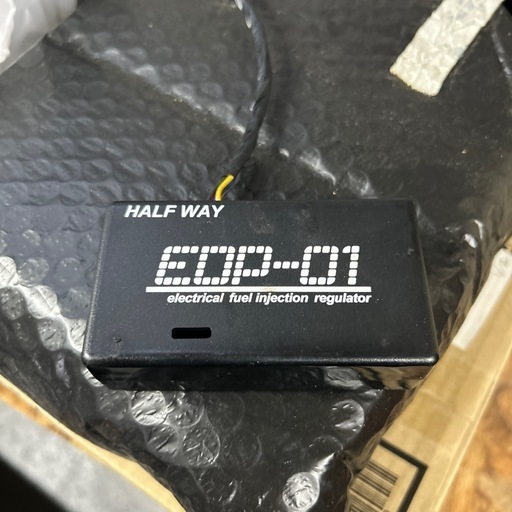 HALF WAY
EDP-01
electrical fuel injection regulator